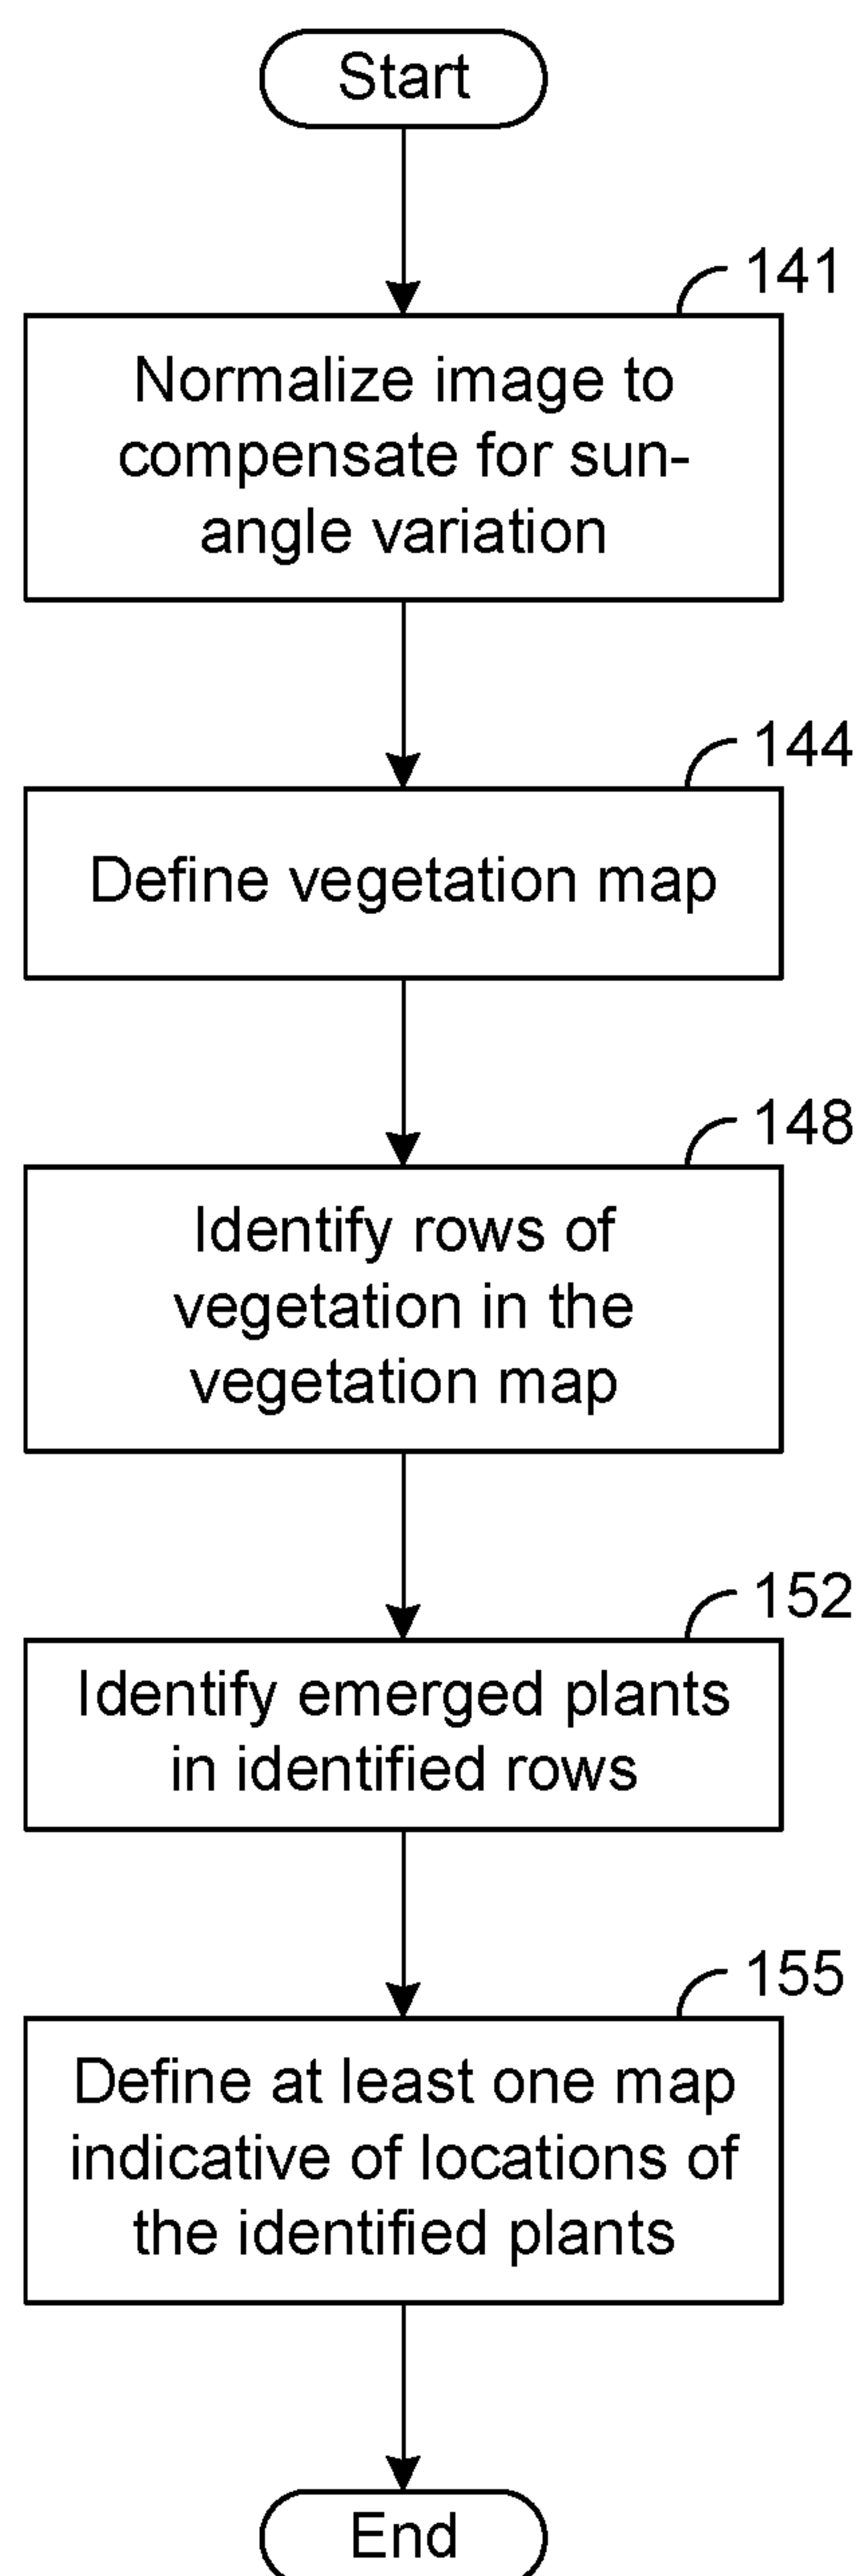 Start
141
Normalize image to
compensate for sun-
angle variation
144
Define vegetation map
148
Identify rows of
vegetation in the
vegetation map
152
Identify emerged plants
in identified rows
155
Define at least one map
indicative of locations of
the identified plants
End